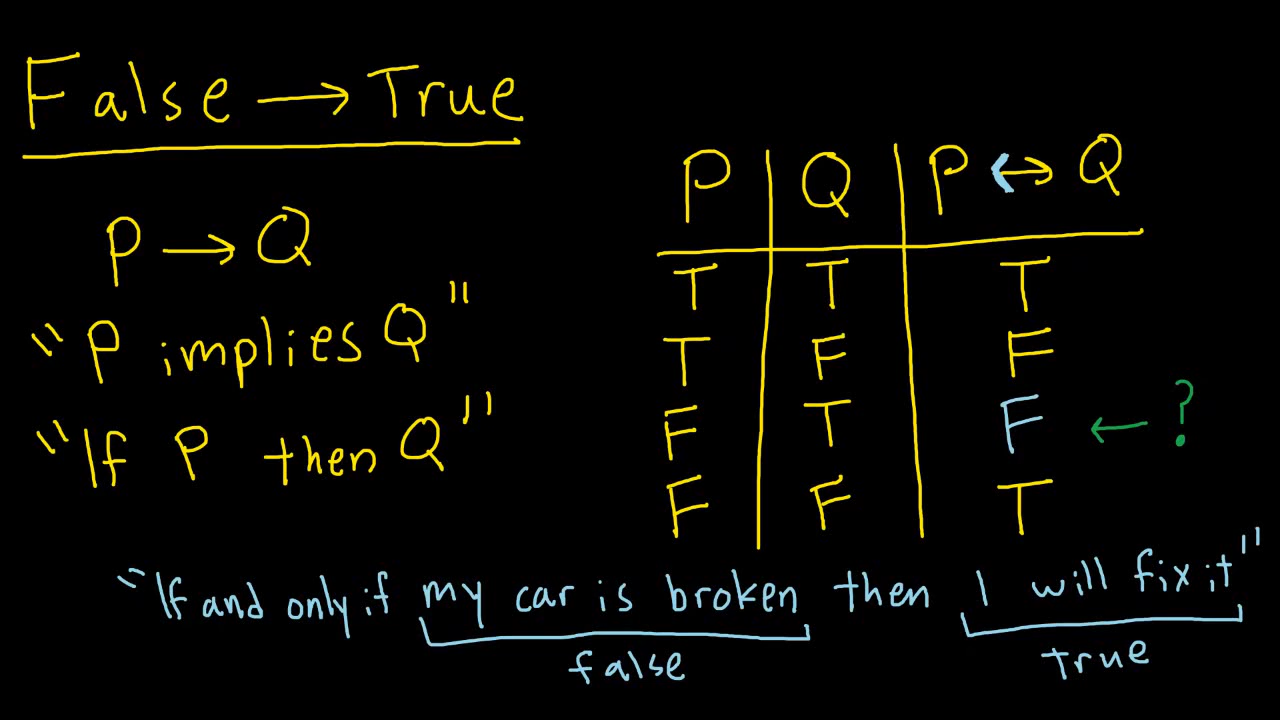 False → True
P → Q
"P implies Q"
"If P then Q"
P Q P ↔ Q
T T T
T F F
F T F ← ?
F F T
"If and only if my car is broken then I will fix it"
false true